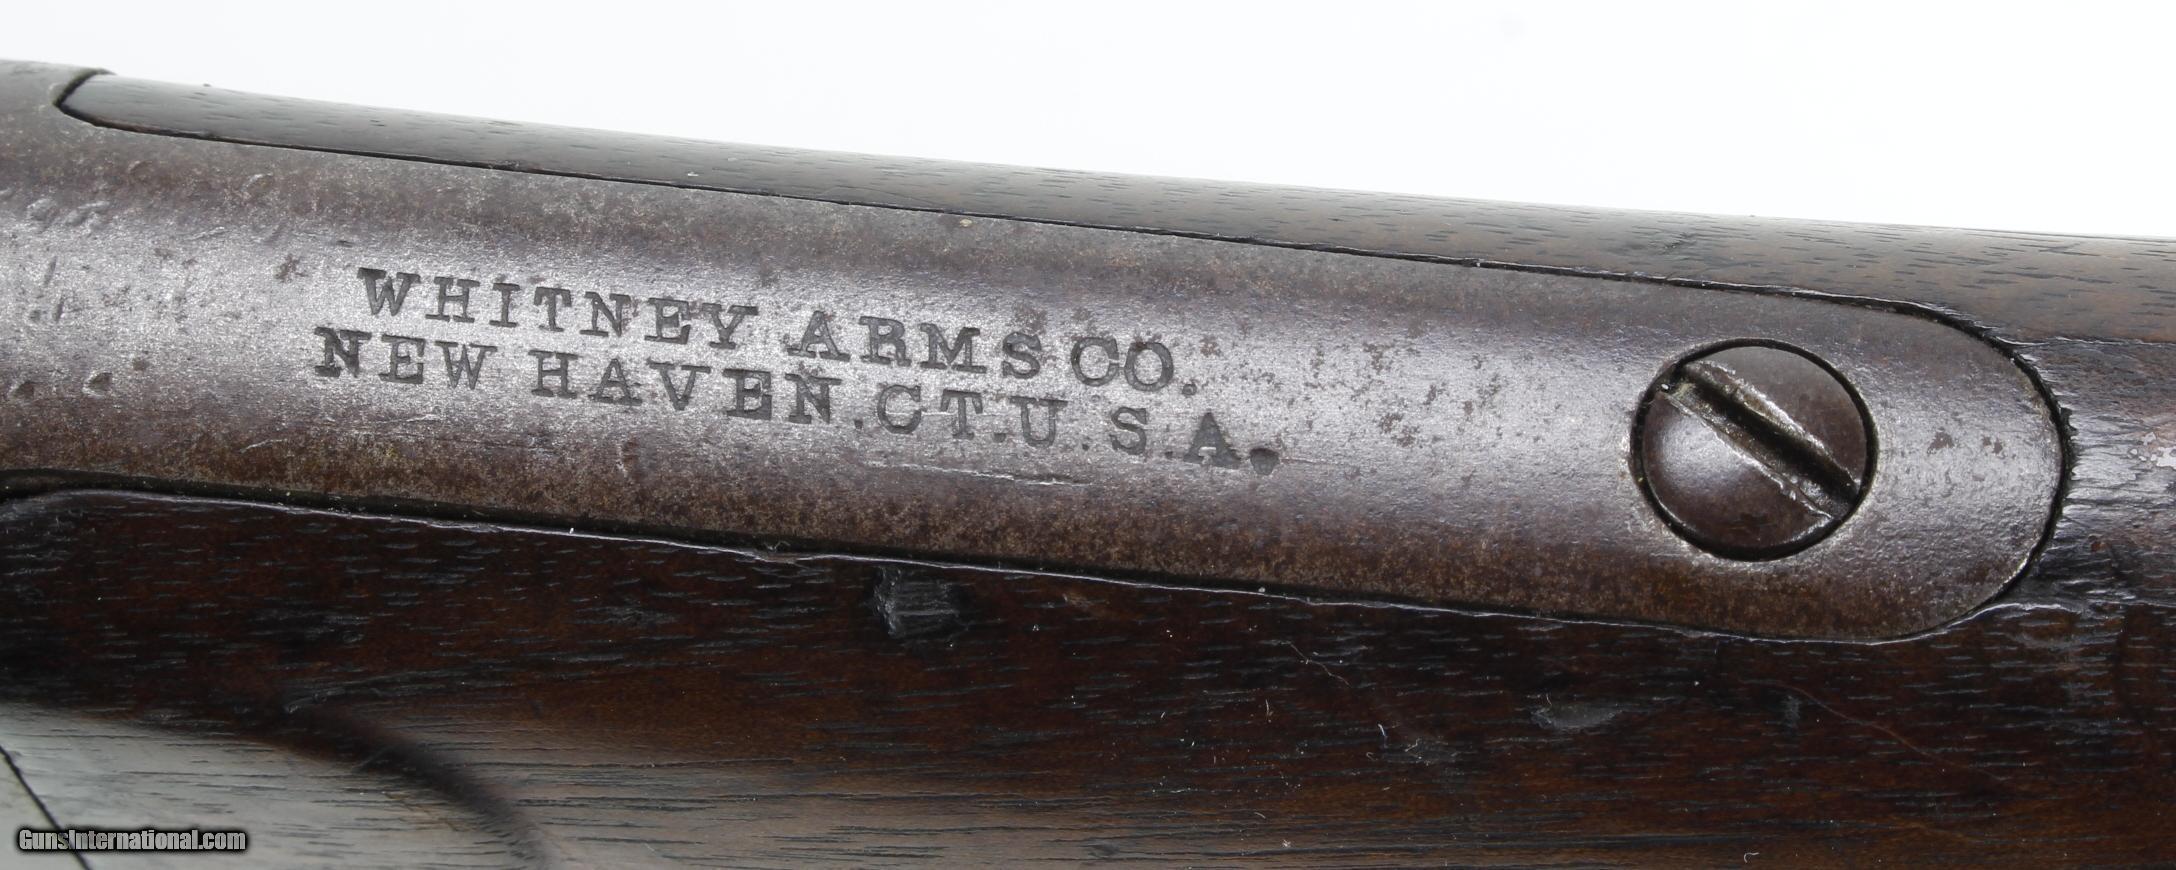 WHITNEY ARMS CO.
NEW HAVEN.CT.U.S.A.
GunsInternational.com